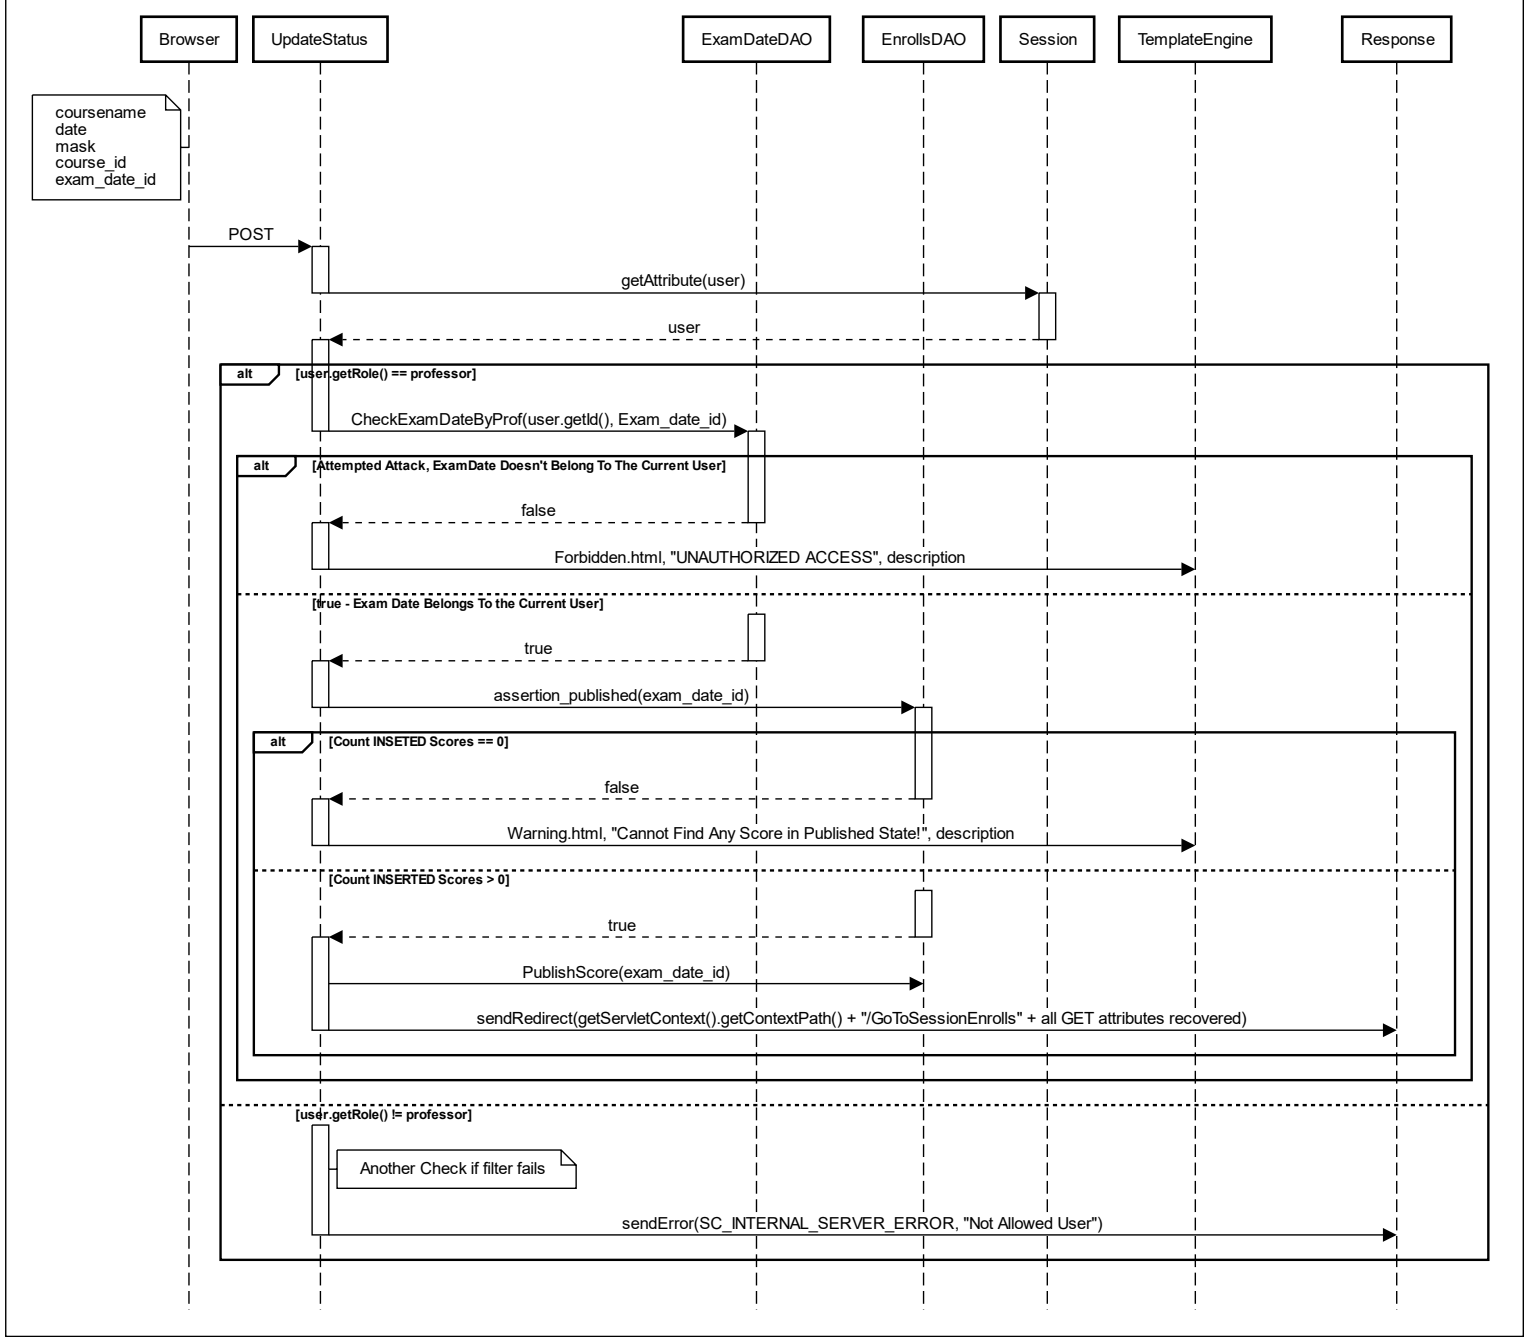 Browser
UpdateStatus
ExamDateDAO
EnrollsDAO
Session
TemplateEngine
Response
coursename
date
mask
course_id
exam_date_id
POST
getAttribute(user)
user
alt
[user.getRole() == professor]
CheckExamDateByProf(user.getId(), Exam_date_id)
alt
[Attempted Attack, ExamDate Doesn't Belong To The Current User]
false
Forbidden.html, "UNAUTHORIZED ACCESS", description
[true - Exam Date Belongs To the Current User]
true
assertion_published(exam_date_id)
alt
[Count INSETED Scores == 0]
false
Warning.html, "Cannot Find Any Score in Published State!", description
[Count INSERTED Scores > 0]
true
PublishScore(exam_date_id)
sendRedirect(getServletContext().getContextPath() + "/GoToSessionEnrolls" + all GET attributes recovered)
[user.getRole() != professor]
Another Check if filter fails
sendError(SC_INTERNAL_SERVER_ERROR, "Not Allowed User")